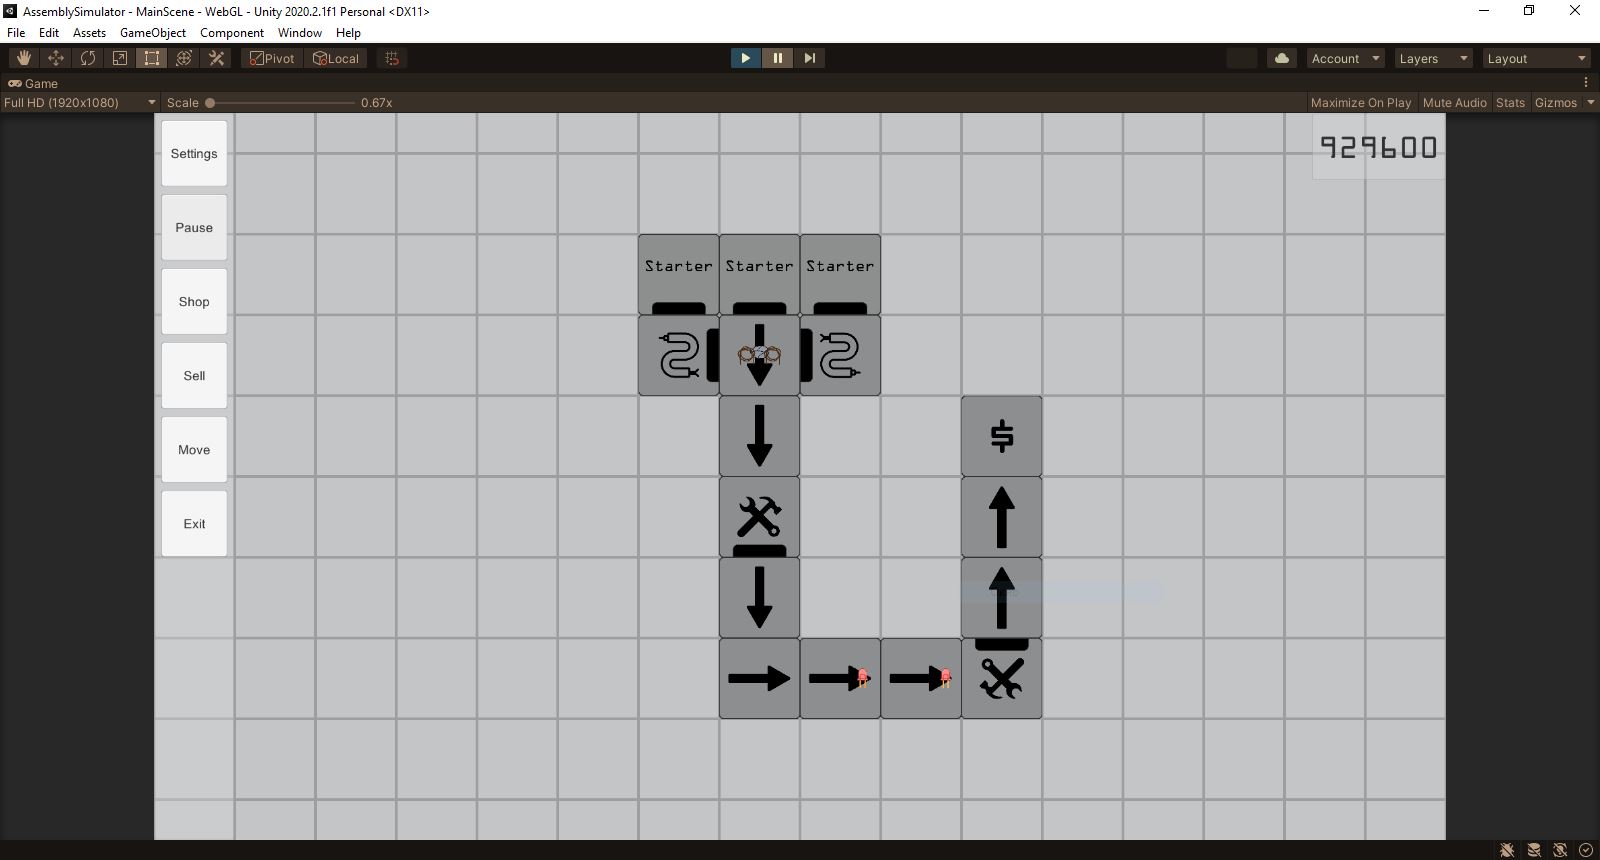 AssemblySimulator - MainScene - WebGL - Unity 2020.2.1f1 Personal <DX11>
File Edit Assets GameObject Component Window Help
Pivot Local Account Layers Layout
Game
Full HD (1920x1080) Scale 0.67x Maximize On Play Mute Audio Stats Gizmos
929600
Settings
Pause
Shop
Sell
Move
Exit
Starter Starter Starter
$